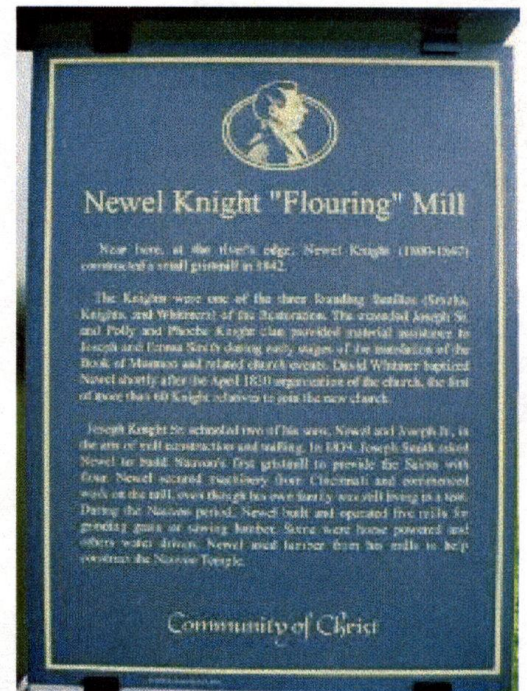 Newel Knight "Flouring" Mill
Near here, at the river's edge, Newel Knight (1800-1847)
constructed a small gristmill in 1842.
The Knights were one of the three founding families (Smiths,
Knights, and Whitmers) of the Restoration. The extended Joseph Sr.
and Polly and Phoebe Knight clan provided material assistance to
Joseph and Emma Smith during early stages of the translation of the
Book of Mormon and related church events. David Whitmer baptized
Newel shortly after the April 1830 organization of the church, the first
of more than 60 Knight relatives to join the new church.
Joseph Knight Sr. schooled two of his sons, Newel and Joseph Jr., in
the arts of mill construction and milling. In 1839, Joseph Smith asked
Newel to build Nauvoo's first gristmill to provide the Saints with
flour. Newel secured machinery from Cincinnati and commenced
work on the mill, even though his own family was still living in a tent.
During the Nauvoo period, Newel built and operated five mills for
grinding grain or sawing lumber. Some were horse powered and
others water driven. Newel used lumber from his mills to help
construct the Nauvoo Temple.
Community of Christ